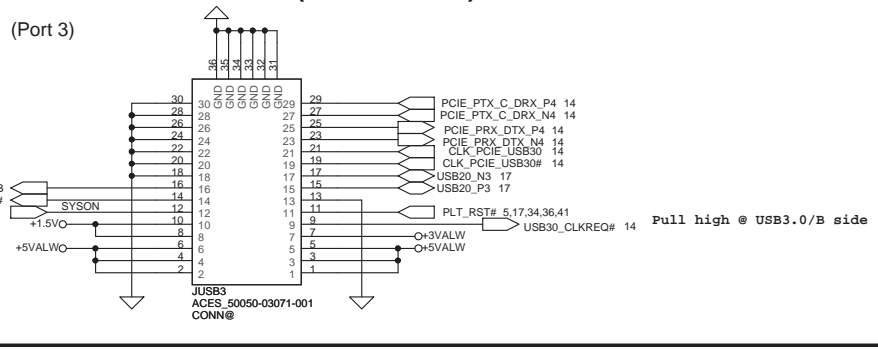 (Port 3)
36 35 34 33 32 31
GND GND GND GND GND GND
30 30 29 29 PCIE_PTX_C_DRX_P4 14
28 28 27 27 PCIE_PTX_C_DRX_N4 14
26 26 25 25 PCIE_PRX_DTX_P4 14
24 24 23 23 PCIE_PRX_DTX_N4 14
22 22 21 21 CLK_PCIE_USB30 14
20 20 19 19 CLK_PCIE_USB30# 14
18 18 17 17 USB20_N3 17
16 16 15 15 USB20_P3 17
14 14 13 13
SYSON 12 12 11 11 PLT_RST# 5,17,34,36,41
+1.5V 10 10 9 9 USB30_CLKREQ# 14 Pull high @ USB3.0/B side
8 8 7 7 +3VALW
+5VALW 6 6 5 5 +5VALW
4 4 3 3
2 2 1 1
JUSB3
ACES_50050-03071-001
CONN@